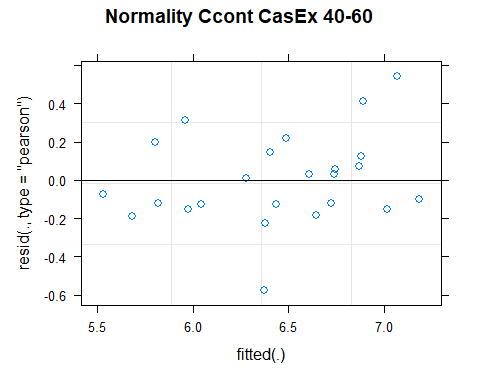 Normality Ccont CasEx 40-60
resid(., type = "pearson")
0.4
0.2
0.0
-0.2
-0.4
-0.6
5.5 6.0 6.5 7.0
fitted(.)